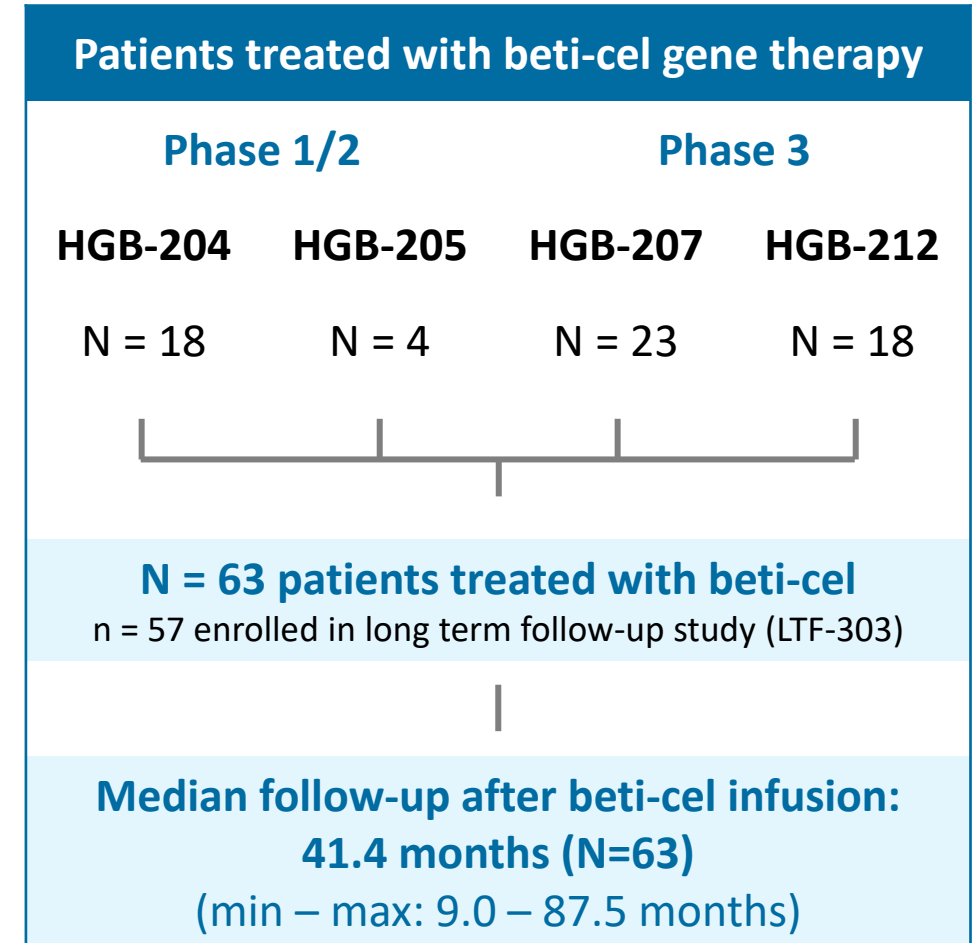 Patients treated with beti-cel gene therapy
Phase 1/2 Phase 3
HGB-204 HGB-205 HGB-207 HGB-212
N = 18 N = 4 N = 23 N = 18
N = 63 patients treated with beti-cel
n = 57 enrolled in long term follow-up study (LTF-303)
Median follow-up after beti-cel infusion:
41.4 months (N=63)
(min – max: 9.0 – 87.5 months)